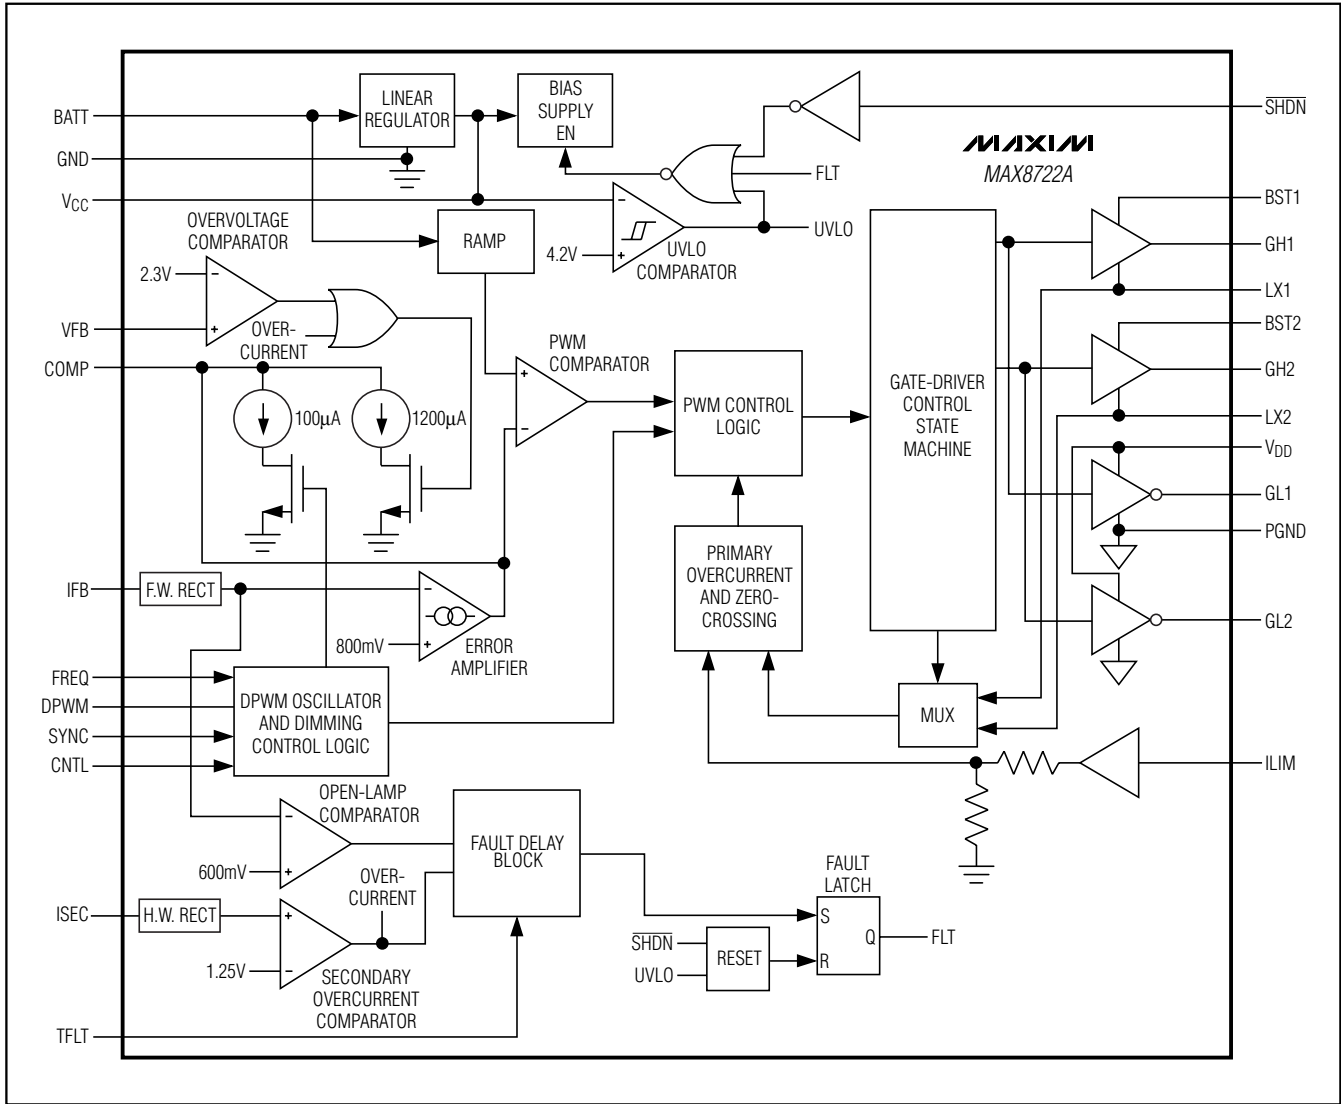 BATT
GND
VCC
LINEAR
REGULATOR
BIAS
SUPPLY
EN
SHDN
MAXIM
MAX8722A
FLT
UVLO
4.2V
−
+
UVLO
COMPARATOR
RAMP
OVERVOLTAGE
COMPARATOR
2.3V
−
+
VFB
OVER-
CURRENT
COMP
100µA
1200µA
PWM
COMPARATOR
+
−
PWM CONTROL
LOGIC
GATE-DRIVER
CONTROL
STATE
MACHINE
BST1
GH1
LX1
BST2
GH2
LX2
VDD
GL1
PGND
GL2
PRIMARY
OVERCURRENT
AND ZERO-
CROSSING
IFB
F.W. RECT
−
+
800mV
ERROR
AMPLIFIER
FREQ
DPWM
SYNC
CNTL
DPWM OSCILLATOR
AND DIMMING
CONTROL LOGIC
MUX
ILIM
OPEN-LAMP
COMPARATOR
−
+
600mV
FAULT DELAY
BLOCK
OVER-
CURRENT
ISEC
H.W. RECT
+
−
1.25V
SECONDARY
OVERCURRENT
COMPARATOR
TFLT
SHDN
UVLO
RESET
FAULT
LATCH
S
R
Q
FLT